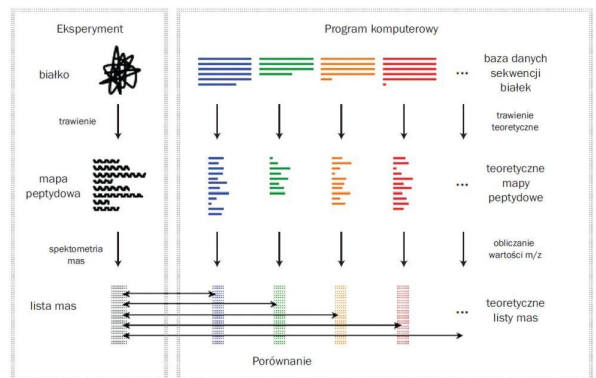 Eksperyment
Program komputerowy
białko
baza danych
sekwencji
białek
...
trawienie
trawienie
teoretyczne
mapa
peptydowa
teoretyczne
mapy
peptydowe
...
spektometria
mas
obliczanie
wartości m/z
lista mas
teoretyczne
listy mas
...
Porównanie